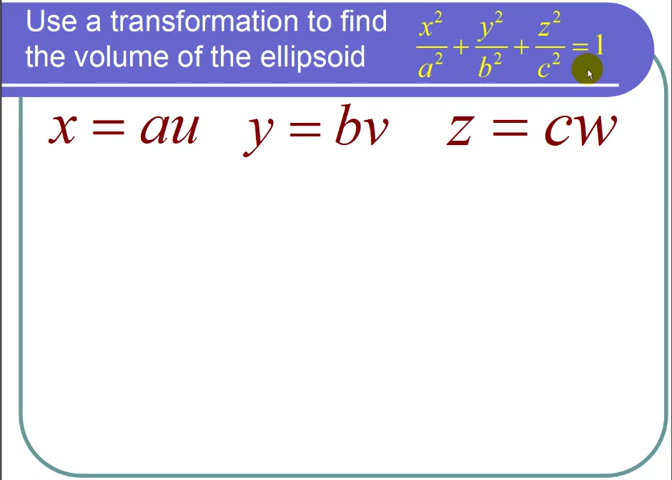 Use a transformation to find
the volume of the ellipsoid
x²/a² + y²/b² + z²/c² = 1
x = au y = bv z = cw